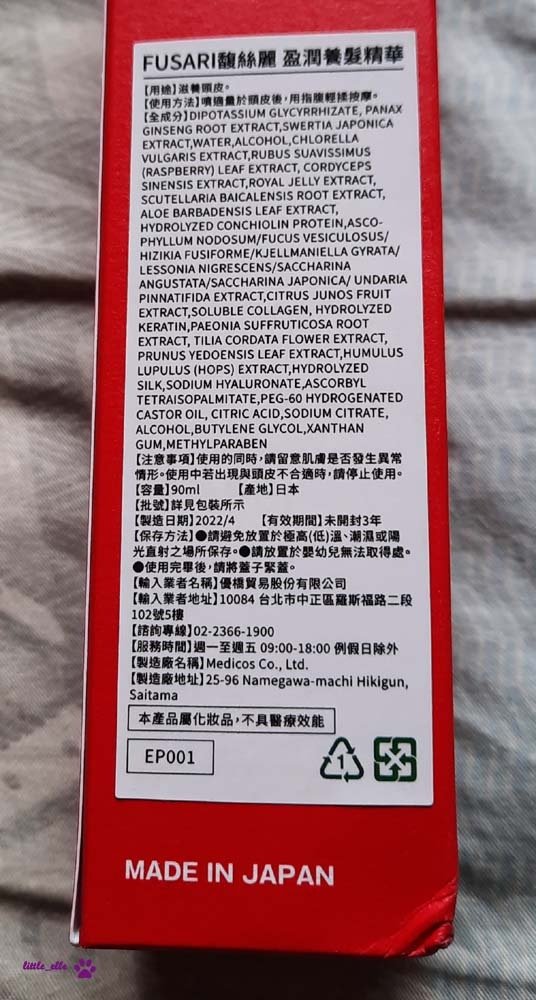 FUSARI馥絲麗 盈潤養髮精華
【用途】滋養頭皮。
【使用方法】噴適量於頭皮後,用指腹輕揉按摩。
【全成分】DIPOTASSIUM GLYCYRRHIZATE, PANAX
GINSENG ROOT EXTRACT,SWERTIA JAPONICA
EXTRACT,WATER,ALCOHOL,CHLORELLA
VULGARIS EXTRACT,RUBUS SUAVISSIMUS
(RASPBERRY) LEAF EXTRACT, CORDYCEPS
SINENSIS EXTRACT,ROYAL JELLY EXTRACT,
SCUTELLARIA BAICALENSIS ROOT EXTRACT,
ALOE BARBADENSIS LEAF EXTRACT,
HYDROLYZED CONCHIOLIN PROTEIN,ASCO-
PHYLLUM NODOSUM/FUCUS VESICULOSUS/
HIZIKIA FUSIFORME/KJELLMANIELLA GYRATA/
LESSONIA NIGRESCENS/SACCHARINA
ANGUSTATA/SACCHARINA JAPONICA/ UNDARIA
PINNATIFIDA EXTRACT,CITRUS JUNOS FRUIT
EXTRACT,SOLUBLE COLLAGEN, HYDROLYZED
KERATIN,PAEONIA SUFFRUTICOSA ROOT
EXTRACT, TILIA CORDATA FLOWER EXTRACT,
PRUNUS YEDOENSIS LEAF EXTRACT,HUMULUS
LUPULUS (HOPS) EXTRACT,HYDROLYZED
SILK,SODIUM HYALURONATE,ASCORBYL
TETRAISOPALMITATE,PEG-60 HYDROGENATED
CASTOR OIL, CITRIC ACID,SODIUM CITRATE,
ALCOHOL,BUTYLENE GLYCOL,XANTHAN
GUM,METHYLPARABEN
【注意事項】使用的同時,請留意肌膚是否發生異常
情形。使用中若出現與頭皮不合適時,請停止使用。
【容量】90ml 【產地】日本
【批號】詳見包裝所示
【製造日期】2022/4 【有效期間】未開封3年
【保存方法】●請避免放置於極高(低)溫、潮濕或陽
光直射之場所保存。●請放置於嬰幼兒無法取得處。
●使用完畢後,請將蓋子緊蓋。
【輸入業者名稱】優橋貿易股份有限公司
【輸入業者地址】10084 台北市中正區羅斯福路二段
102號5樓
【諮詢專線】02-2366-1900
【服務時間】週一至週五 09:00-18:00 例假日除外
【製造廠名稱】Medicos Co., Ltd.
【製造廠地址】25-96 Namegawa-machi Hikigun,
Saitama
本產品屬化妝品,不具醫療效能
EP001
1
MADE IN JAPAN
little_elle